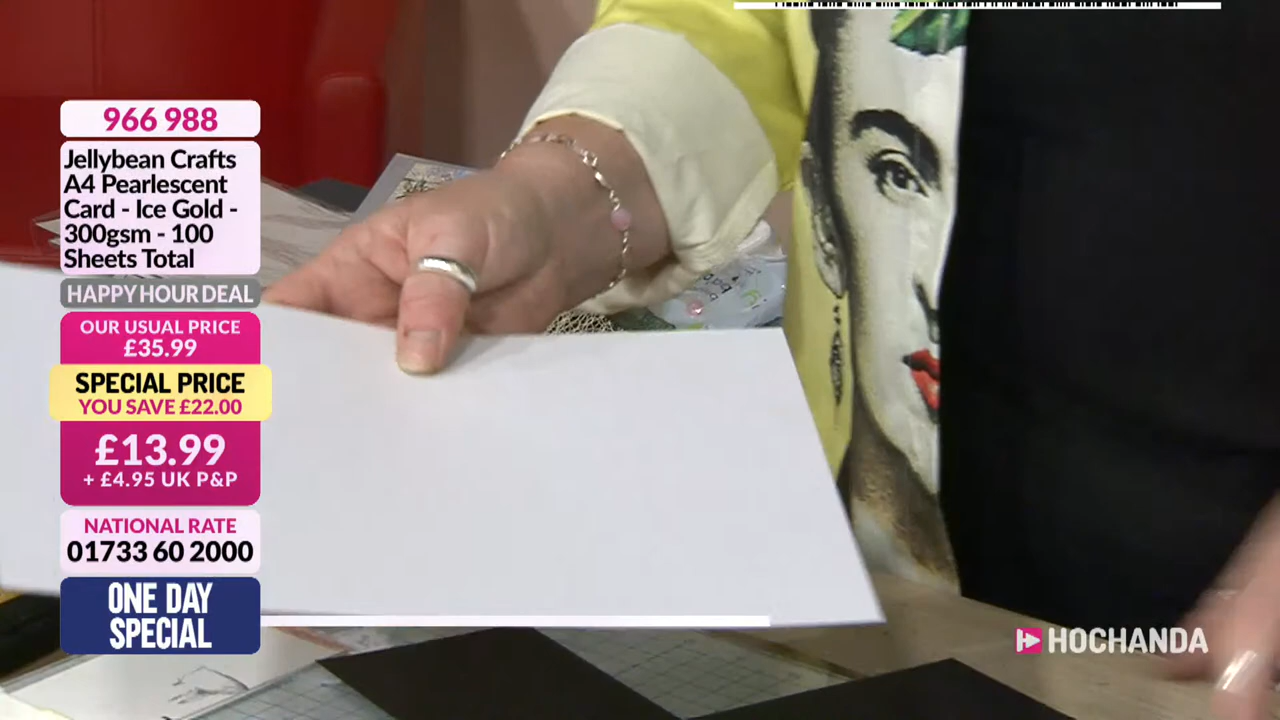 966 988
Jellybean Crafts
A4 Pearlescent
Card - Ice Gold -
300gsm - 100
Sheets Total
HAPPY HOUR DEAL
OUR USUAL PRICE
£35.99
SPECIAL PRICE
YOU SAVE £22.00
£13.99
+ £4.95 UK P&P
NATIONAL RATE
01733 60 2000
ONE DAY
SPECIAL
HOCHANDA